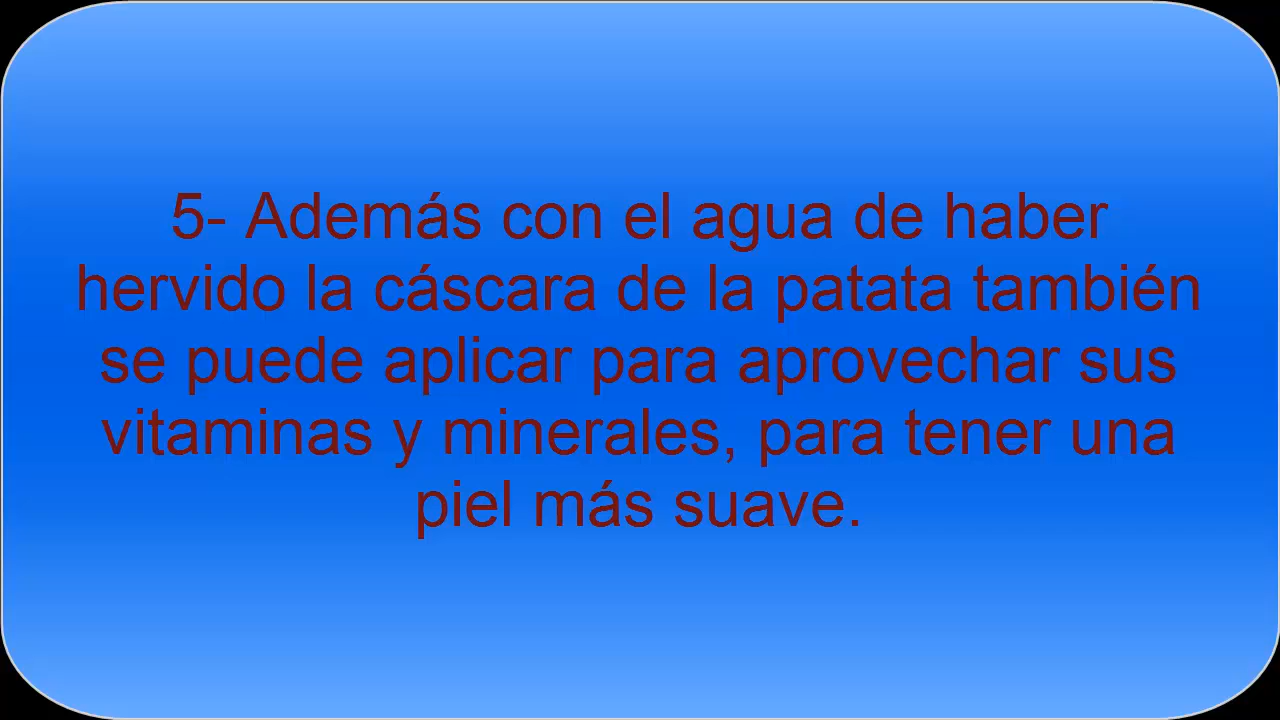 5- Además con el agua de haber
hervido la cáscara de la patata también
se puede aplicar para aprovechar sus
vitaminas y minerales, para tener una
piel más suave.